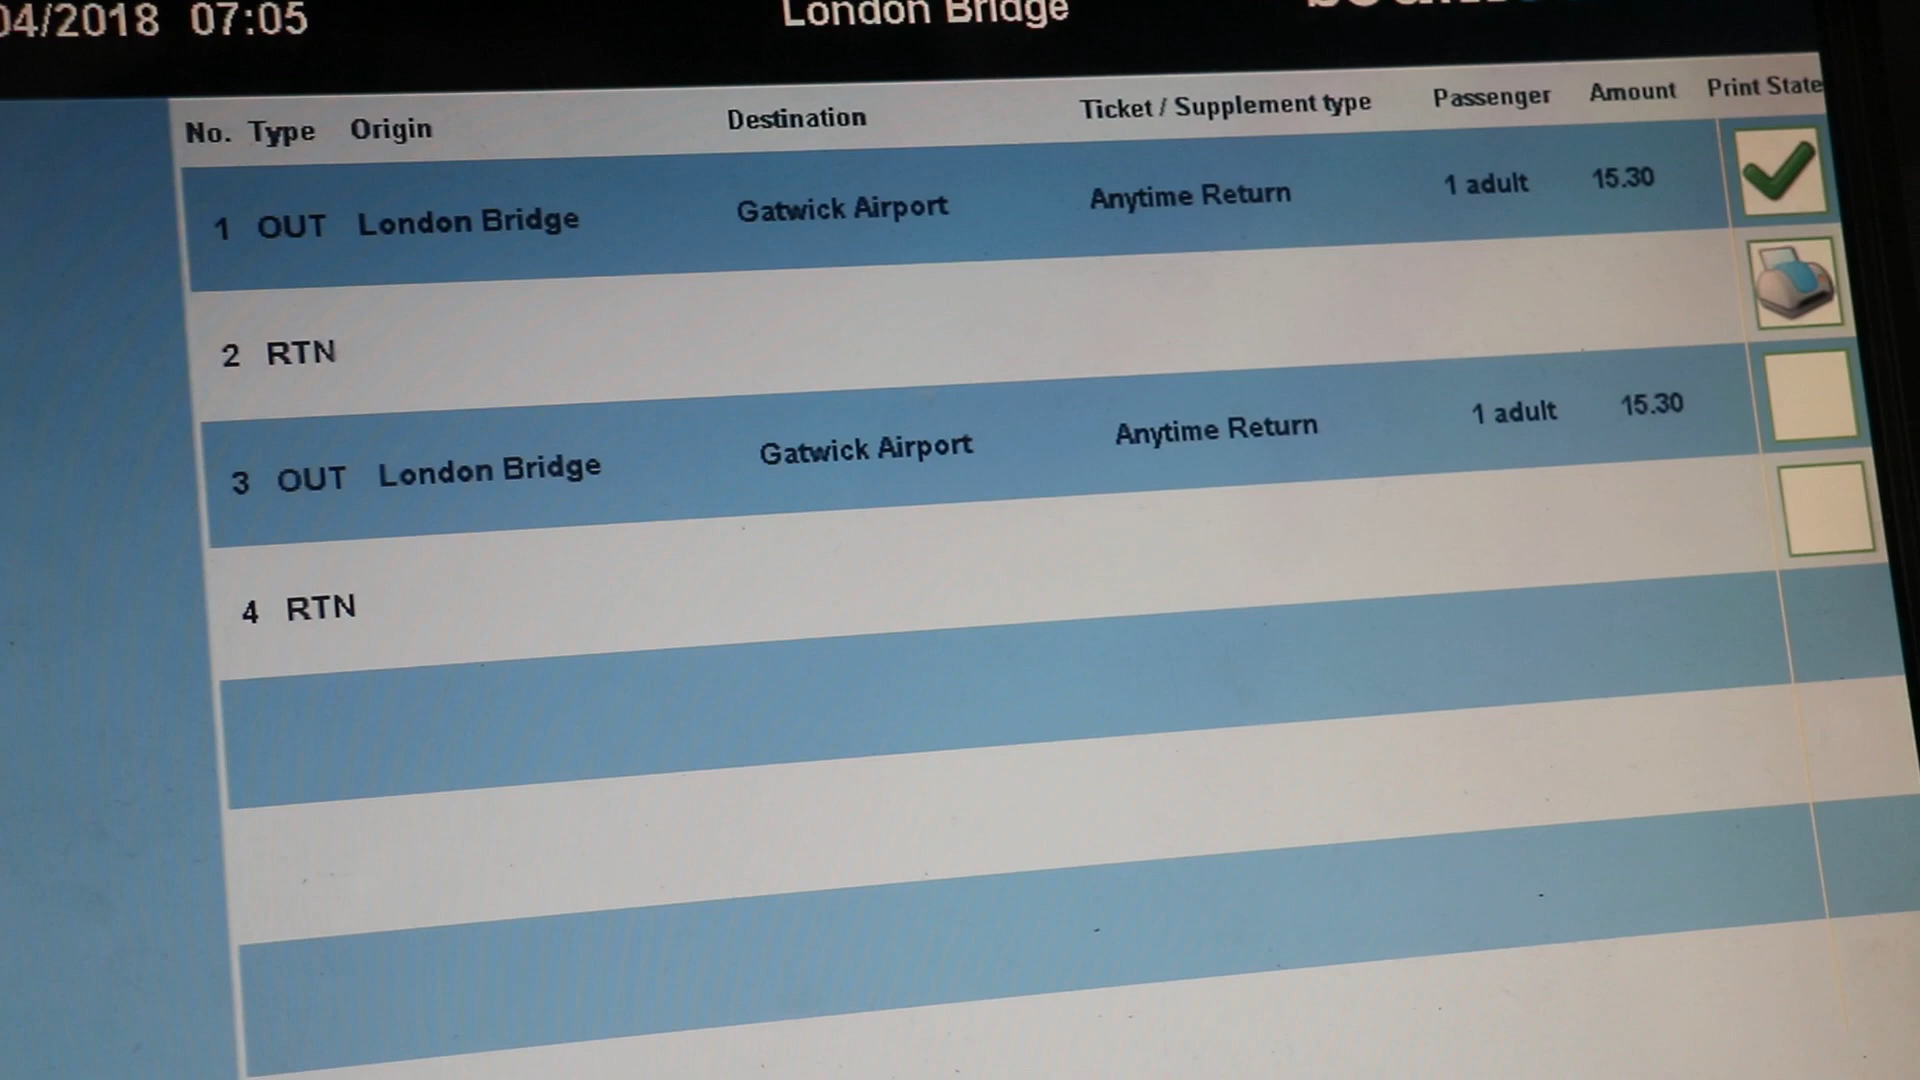 04/2018 07:05 London Bridge
No. Type Origin Destination Ticket / Supplement type Passenger Amount Print State
1 OUT London Bridge Gatwick Airport Anytime Return 1 adult 15.30
2 RTN
3 OUT London Bridge Gatwick Airport Anytime Return 1 adult 15.30
4 RTN